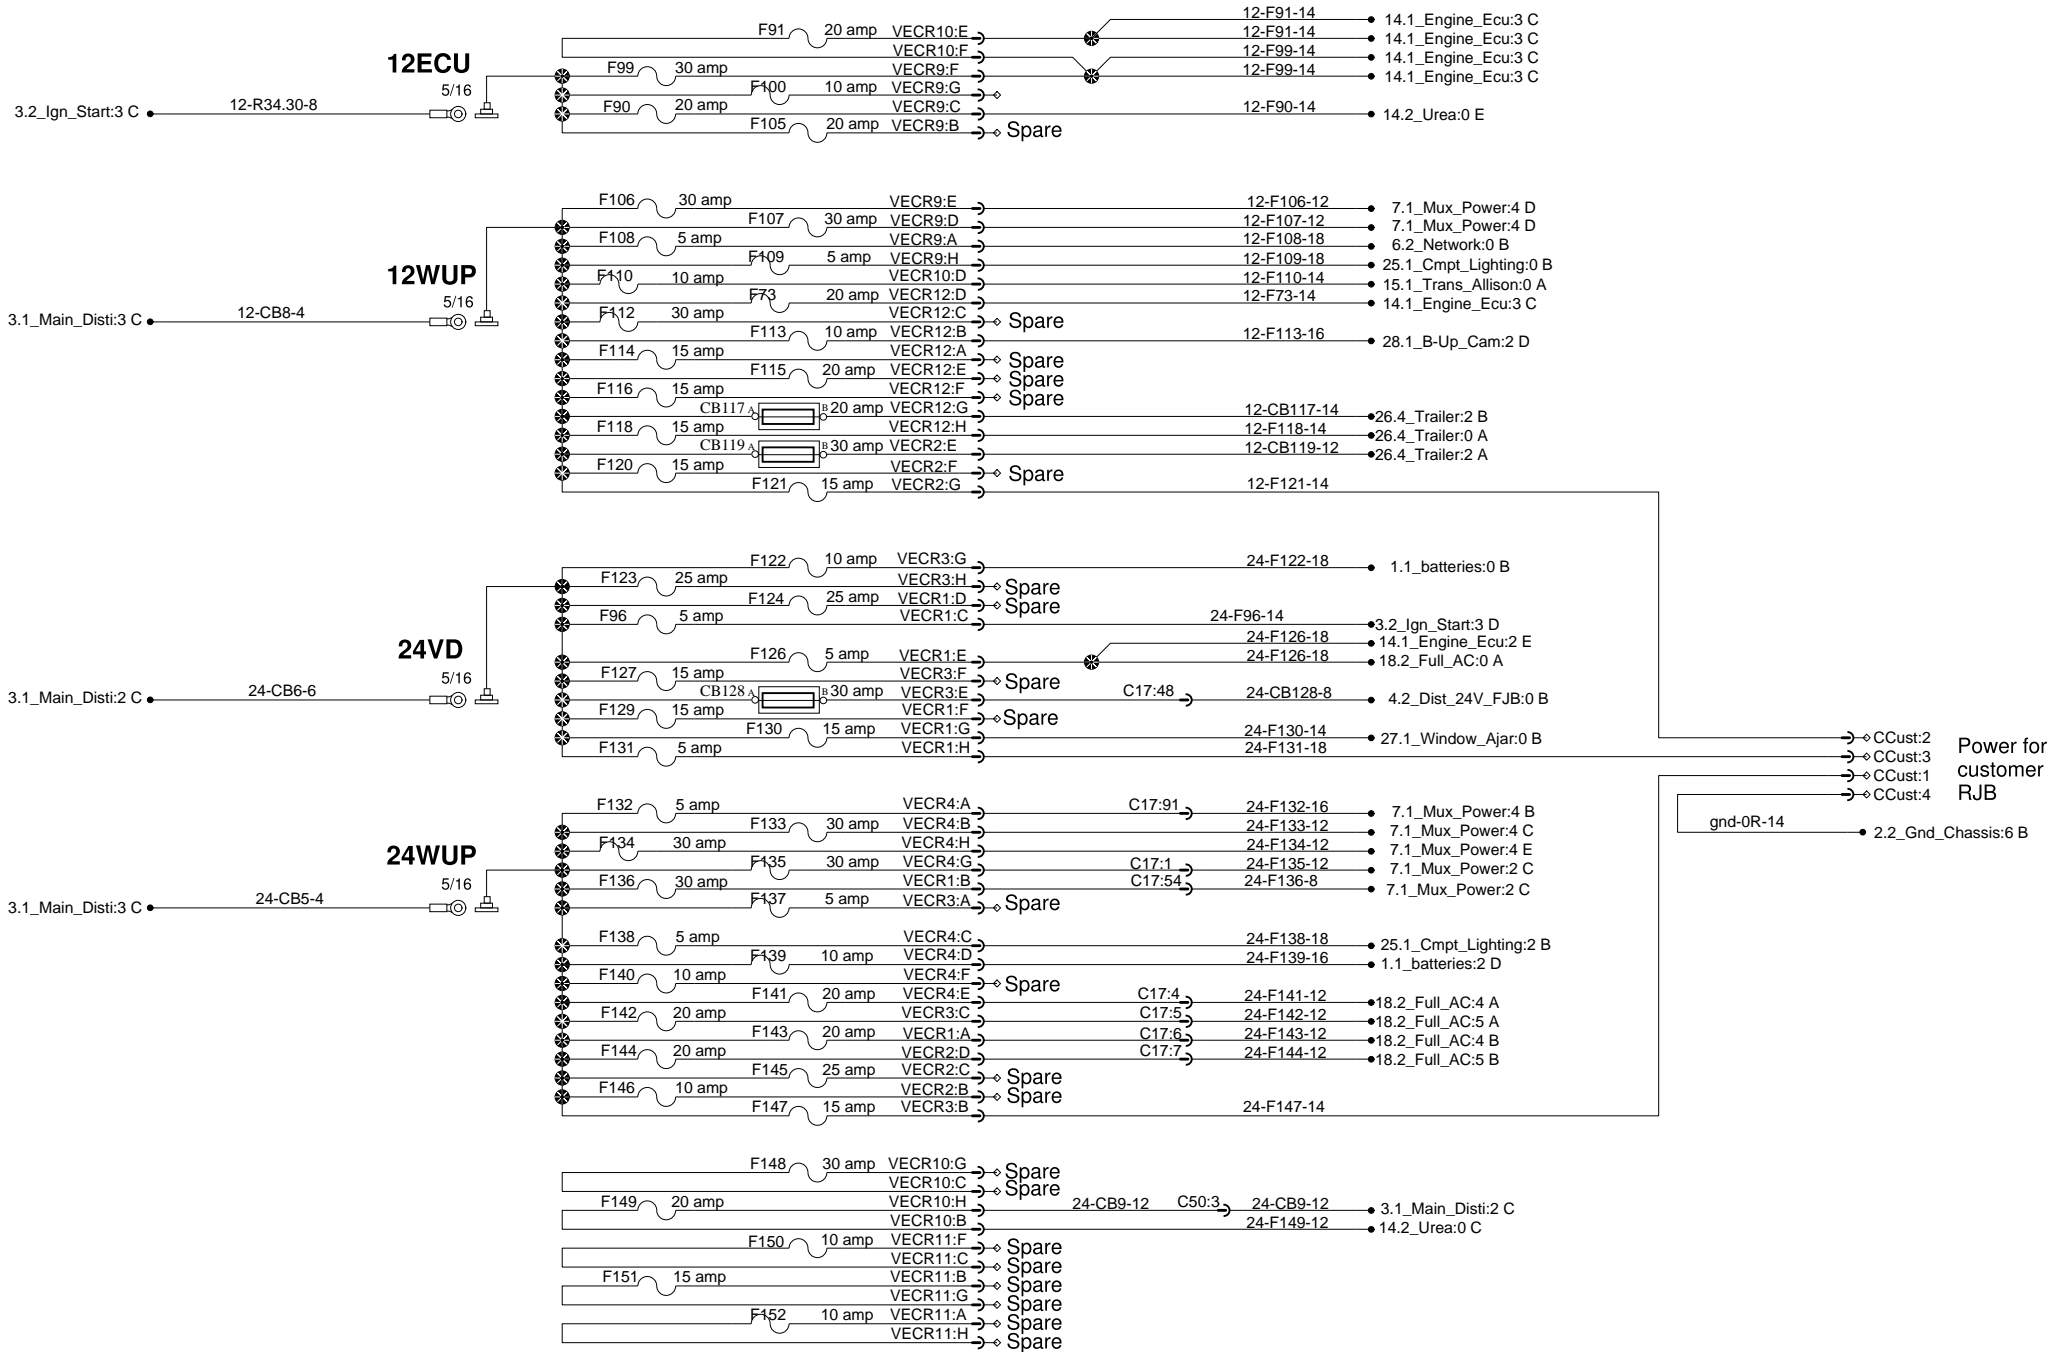 F91 20 amp VECR10:E 12-F91-14 14.1_Engine_Ecu:3 C
12-F91-14 14.1_Engine_Ecu:3 C
VECR10:F 12-F99-14 14.1_Engine_Ecu:3 C
12ECU F99 30 amp VECR9:F 12-F99-14 14.1_Engine_Ecu:3 C
5/16 F100 10 amp VECR9:G
3.2_Ign_Start:3 C 12-R34.30-8 F90 20 amp VECR9:C 12-F90-14 14.2_Urea:0 E
F105 20 amp VECR9:B Spare
F106 30 amp VECR9:E 12-F106-12 7.1_Mux_Power:4 D
F107 30 amp VECR9:D 12-F107-12 7.1_Mux_Power:4 D
F108 5 amp VECR9:A 12-F108-18 6.2_Network:0 B
F109 5 amp VECR9:H 12-F109-18 25.1_Cmpt_Lighting:0 B
12WUP F110 10 amp VECR10:D 12-F110-14 15.1_Trans_Allison:0 A
5/16 F73 20 amp VECR12:D 12-F73-14 14.1_Engine_Ecu:3 C
3.1_Main_Disti:3 C 12-CB8-4 F112 30 amp VECR12:C Spare
F113 10 amp VECR12:B 12-F113-16 28.1_B-Up_Cam:2 D
F114 15 amp VECR12:A Spare
F115 20 amp VECR12:E Spare
F116 15 amp VECR12:F Spare
CB117 A B 20 amp VECR12:G 12-CB117-14 26.4_Trailer:2 B
F118 15 amp VECR12:H 12-F118-14 26.4_Trailer:0 A
CB119 A B 30 amp VECR2:E 12-CB119-12 26.4_Trailer:2 A
F120 15 amp VECR2:F Spare
F121 15 amp VECR2:G 12-F121-14
F122 10 amp VECR3:G 24-F122-18 1.1_batteries:0 B
F123 25 amp VECR3:H Spare
F124 25 amp VECR1:D Spare
F96 5 amp VECR1:C 24-F96-14 3.2_Ign_Start:3 D
24VD 24-F126-18 14.1_Engine_Ecu:2 E
F126 5 amp VECR1:E 24-F126-18 18.2_Full_AC:0 A
5/16 F127 15 amp VECR3:F Spare
3.1_Main_Disti:2 C 24-CB6-6 CB128 A B 30 amp VECR3:E C17:48 24-CB128-8 4.2_Dist_24V_FJB:0 B
F129 15 amp VECR1:F Spare
F130 15 amp VECR1:G 24-F130-14 27.1_Window_Ajar:0 B
F131 5 amp VECR1:H 24-F131-18
CCust:2
CCust:3
CCust:1
CCust:4
Power for
customer
RJB
gnd-0R-14 2.2_Gnd_Chassis:6 B
F132 5 amp VECR4:A C17:91 24-F132-16 7.1_Mux_Power:4 B
F133 30 amp VECR4:B 24-F133-12 7.1_Mux_Power:4 C
24WUP F134 30 amp VECR4:H 24-F134-12 7.1_Mux_Power:4 E
F135 30 amp VECR4:G C17:1 24-F135-12 7.1_Mux_Power:2 C
5/16 F136 30 amp VECR1:B C17:54 24-F136-8 7.1_Mux_Power:2 C
3.1_Main_Disti:3 C 24-CB5-4 F137 5 amp VECR3:A Spare
F138 5 amp VECR4:C 24-F138-18 25.1_Cmpt_Lighting:2 B
F139 10 amp VECR4:D 24-F139-16 1.1_batteries:2 D
F140 10 amp VECR4:F Spare
F141 20 amp VECR4:E C17:4 24-F141-12 18.2_Full_AC:4 A
F142 20 amp VECR3:C C17:5 24-F142-12 18.2_Full_AC:5 A
F143 20 amp VECR1:A C17:6 24-F143-12 18.2_Full_AC:4 B
F144 20 amp VECR2:D C17:7 24-F144-12 18.2_Full_AC:5 B
F145 25 amp VECR2:C Spare
F146 10 amp VECR2:B Spare
F147 15 amp VECR3:B 24-F147-14
F148 30 amp VECR10:G Spare
VECR10:C Spare
F149 20 amp VECR10:H 24-CB9-12 C50:3 24-CB9-12 3.1_Main_Disti:2 C
VECR10:B 24-F149-12 14.2_Urea:0 C
F150 10 amp VECR11:F Spare
VECR11:C Spare
F151 15 amp VECR11:B Spare
VECR11:G Spare
F152 10 amp VECR11:A Spare
VECR11:H Spare